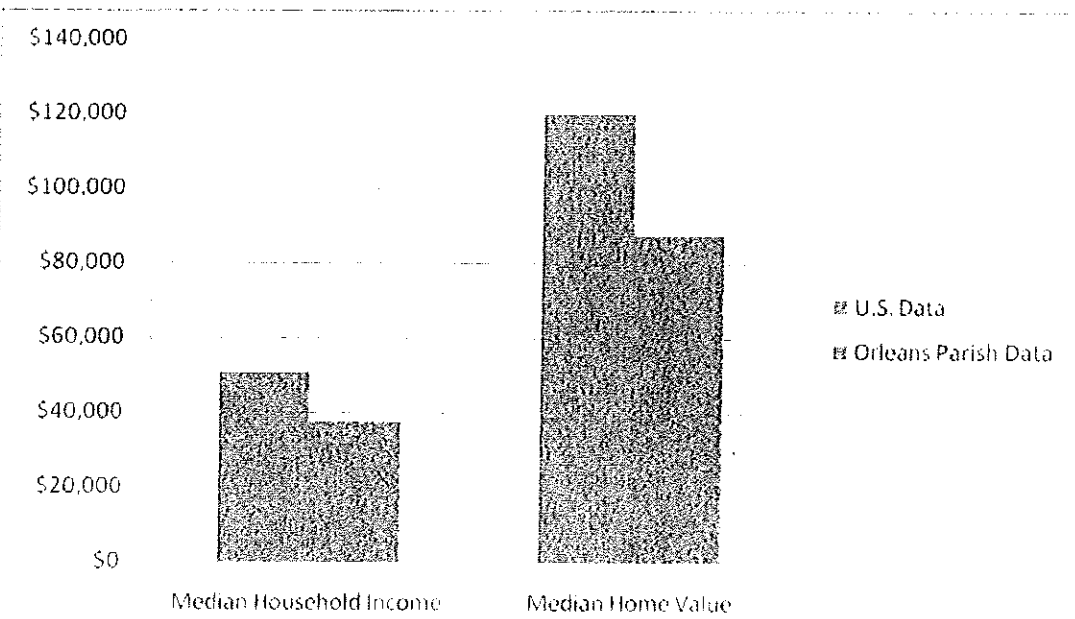 $140,000
$120,000
$100,000
$80,000
$60,000
$40,000
$20,000
$0
Median Household Income
Median Home Value
U.S. Data
Orleans Parish Data